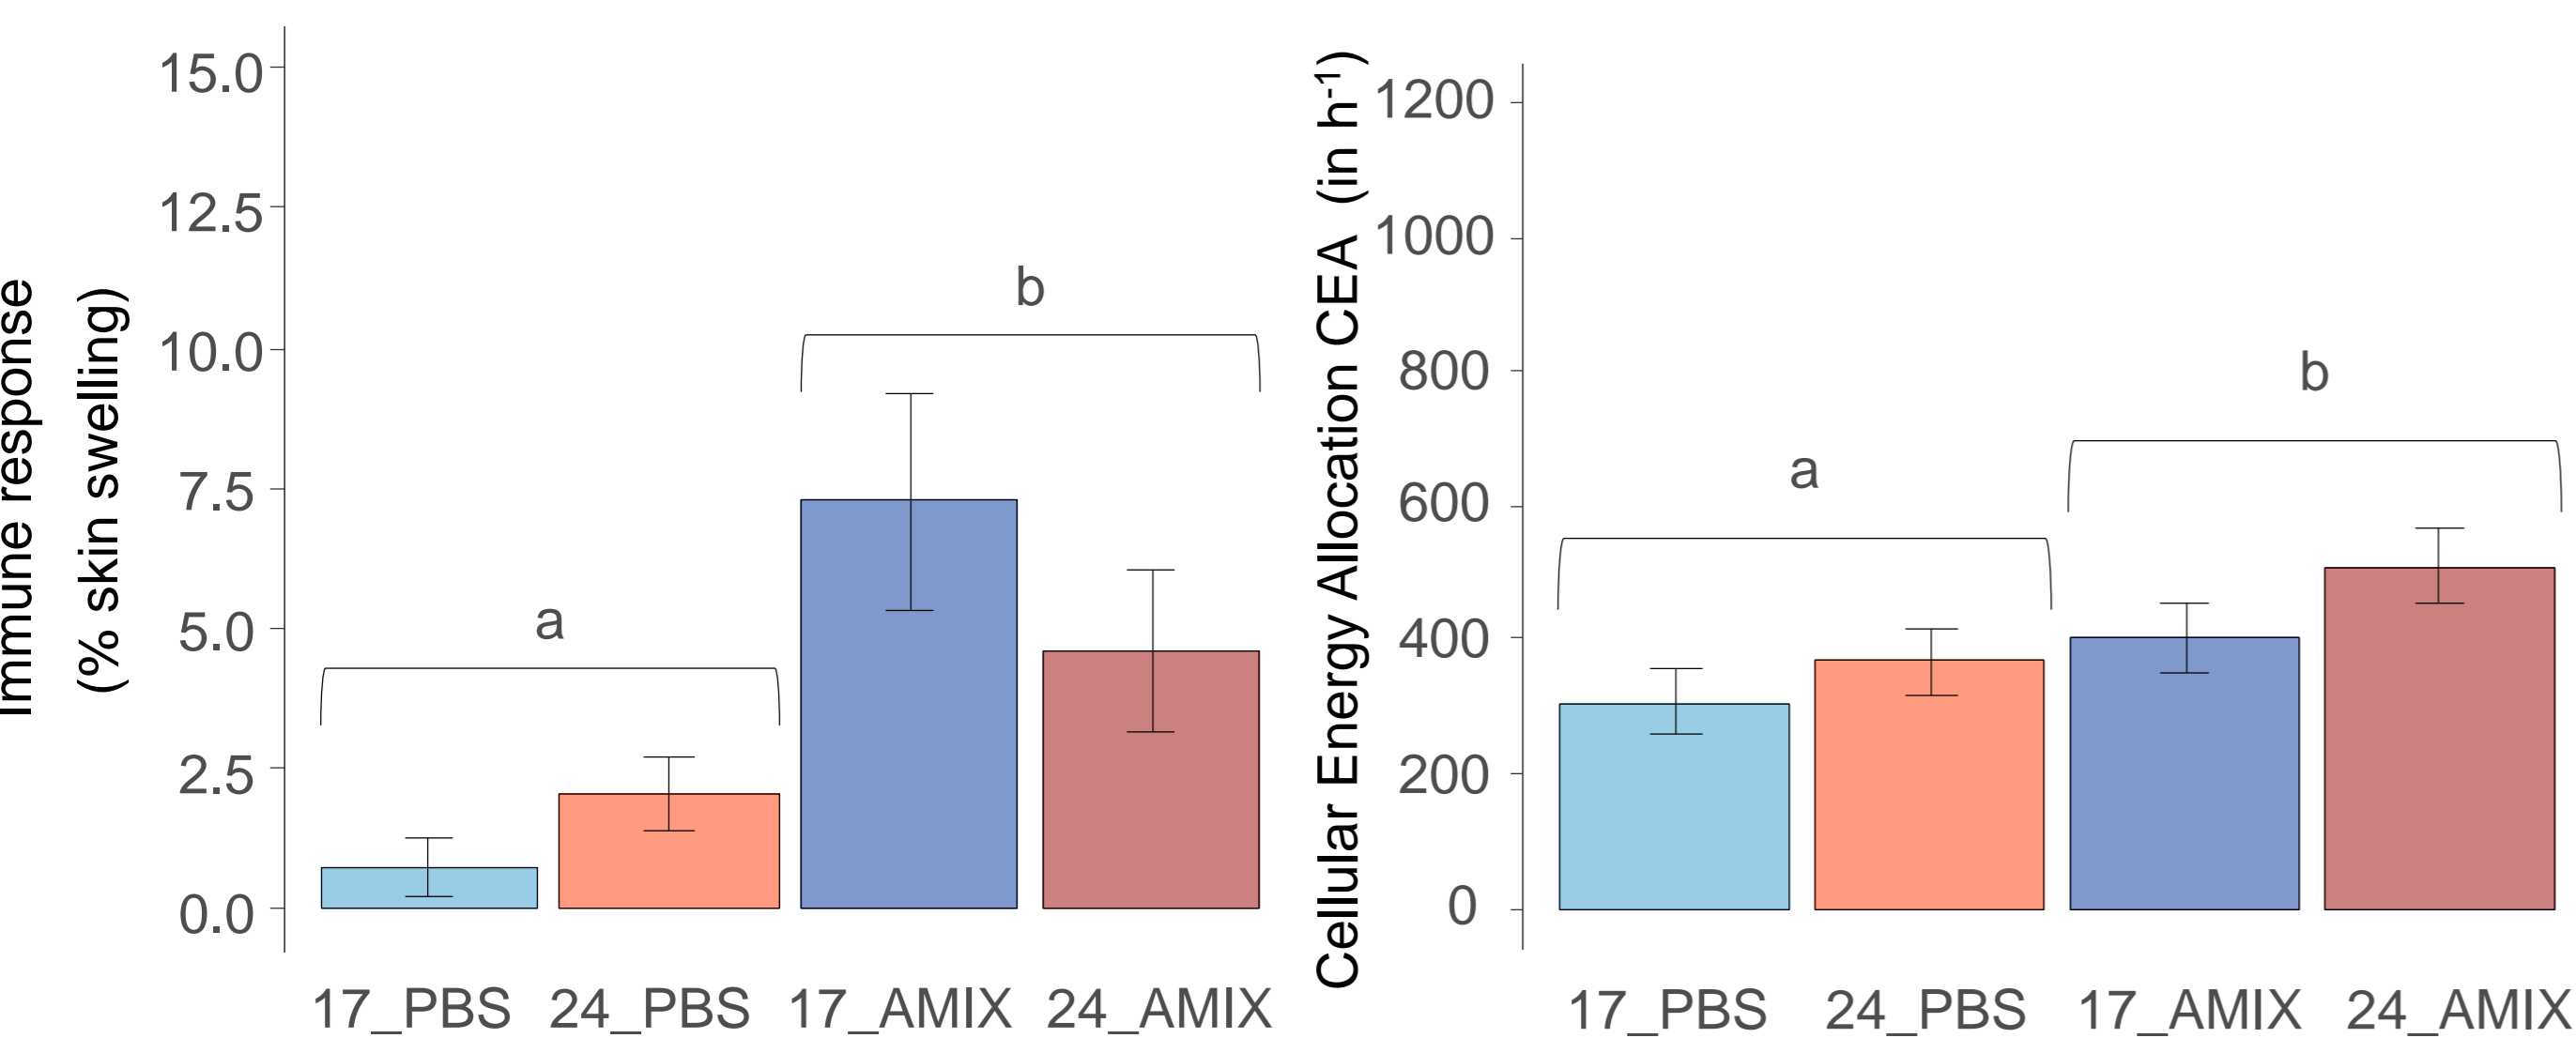 Immune response
(% skin swelling)
15.0
12.5
10.0
7.5
5.0
2.5
0.0
a
b
17_PBS 24_PBS 17_AMIX 24_AMIX
Cellular Energy Allocation CEA (in h-1)
1200
1000
800
600
400
200
0
a
b
17_PBS 24_PBS 17_AMIX 24_AMIX